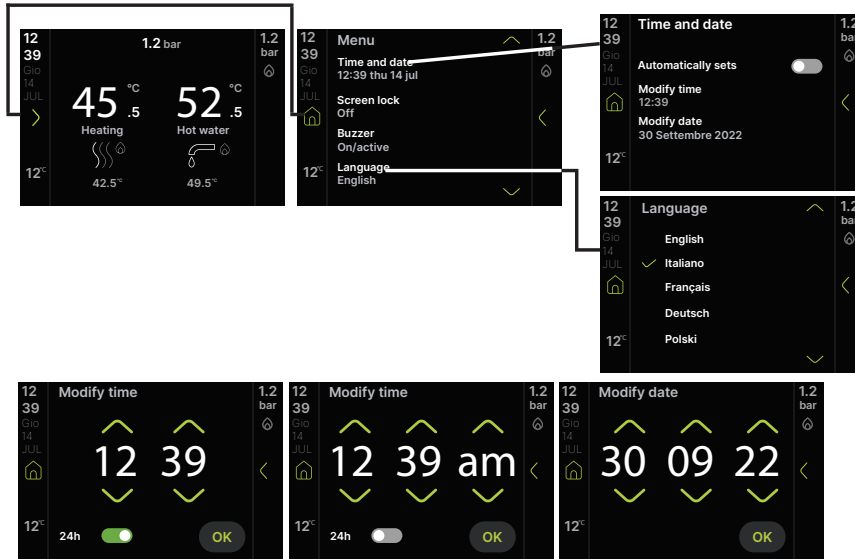 12
39
Gio
14
JUL
12°C
1.2 bar
45 .5 °C
Heating
42.5°C
52 .5 °C
Hot water
49.5°C
1.2
bar
12
39
Gio
14
JUL
12°C
Menu
Time and date
12:39 thu 14 jul
Screen lock
Off
Buzzer
On/active
Language
English
1.2
bar
12
39
Gio
14
JUL
12°C
Time and date
Automatically sets
Modify time
12:39
Modify date
30 Settembre 2022
1.2
bar
12
39
Gio
14
JUL
12°C
Language
English
Italiano
Français
Deutsch
Polski
1.2
bar
12
39
Gio
14
JUL
12°C
Modify time
12 39
24h
OK
1.2
bar
12
39
Gio
14
JUL
12°C
Modify time
12 39 am
24h
OK
1.2
bar
12
39
Gio
14
JUL
12°C
Modify date
30 09 22
OK
1.2
bar